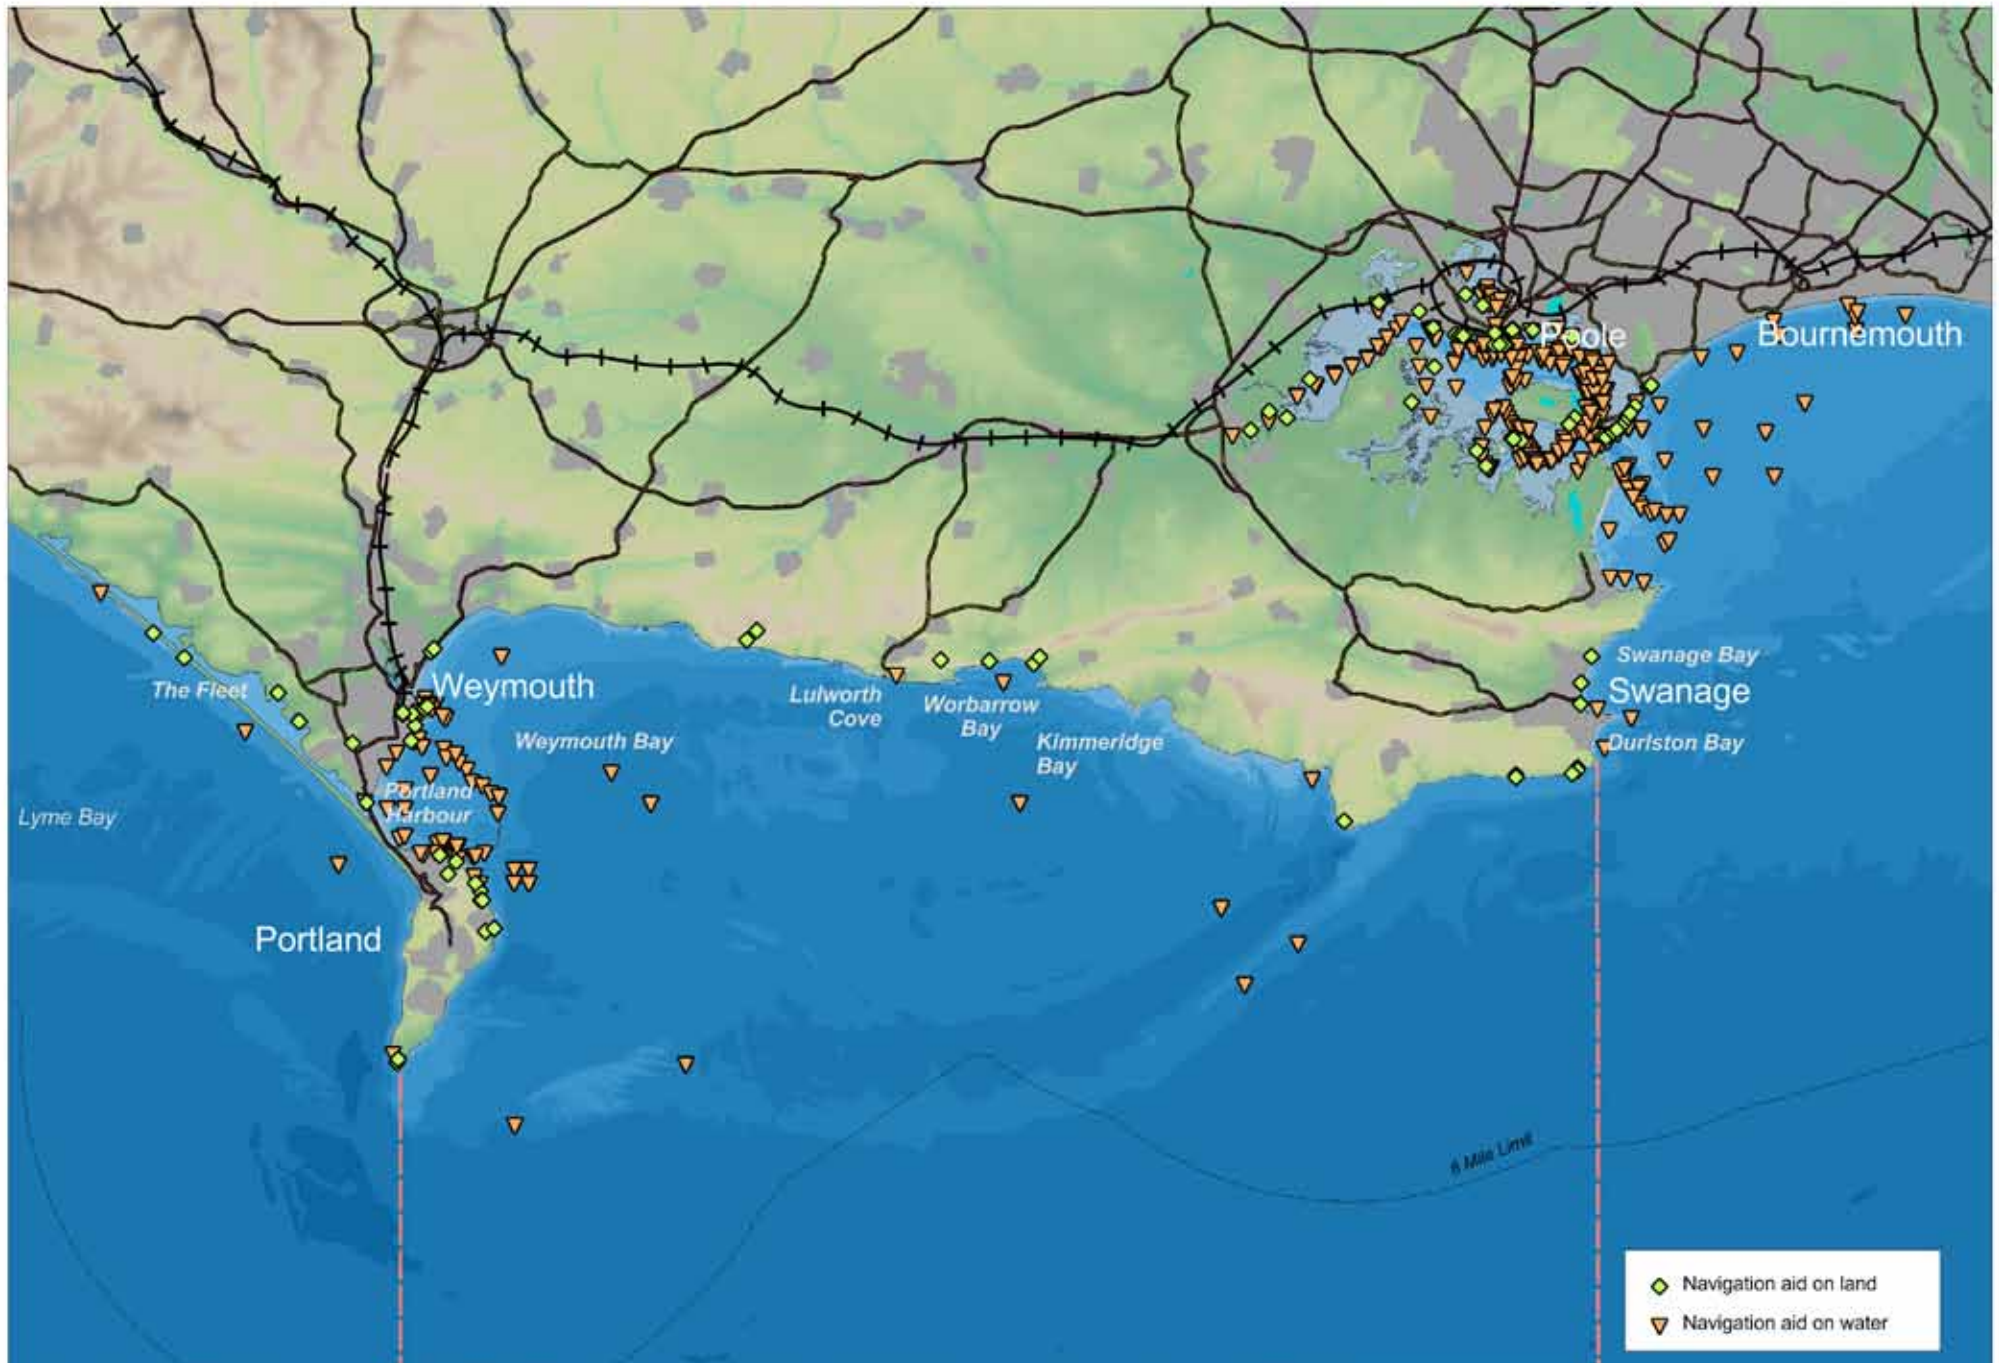 Poole
Bournemouth
Swanage Bay
Swanage
Durlston Bay
Weymouth
The Fleet
Weymouth Bay
Lulworth
Cove
Worbarrow
Bay
Kimmeridge
Bay
Portland
Harbour
Lyme Bay
Portland
6 Mile Limit
Navigation aid on land
Navigation aid on water